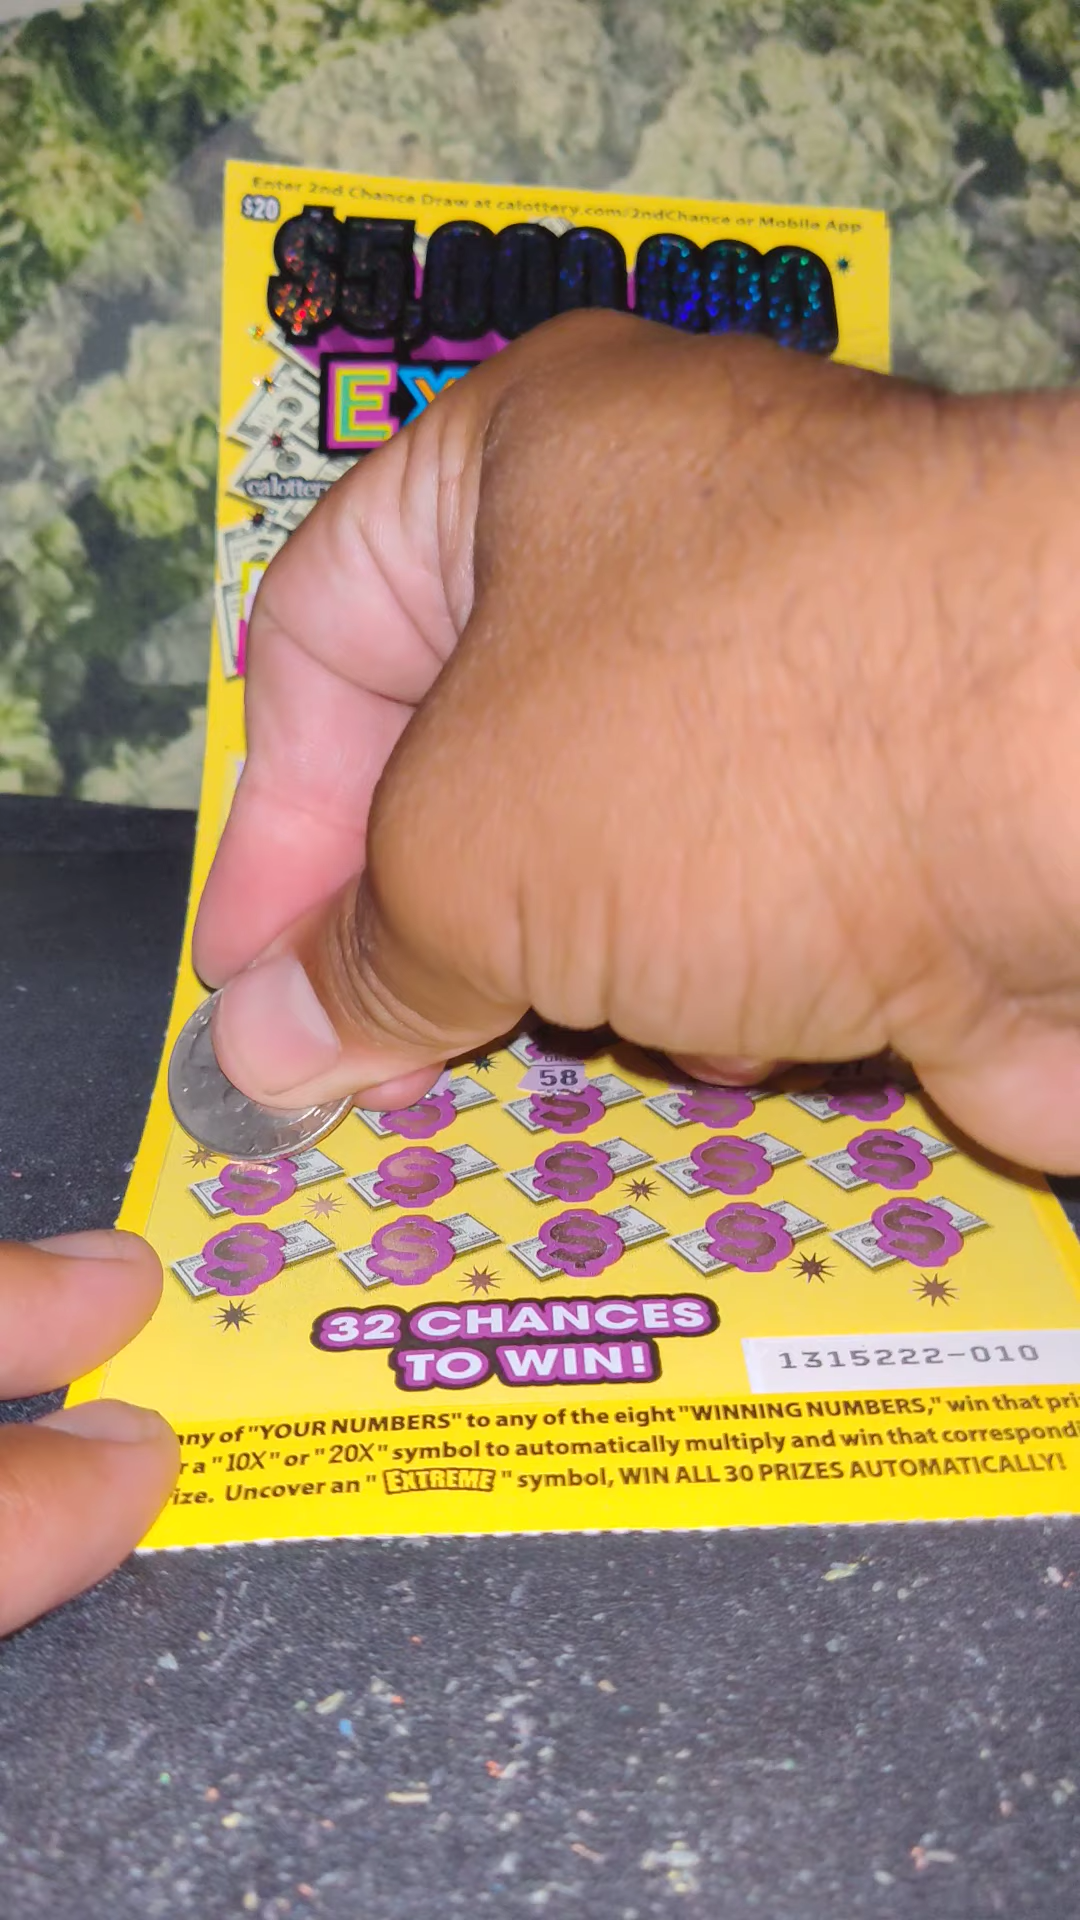 Enter 2nd Chance Draw at calottery.com/2ndChance or Mobile App
$20
$5,000,000
calotter
58
32 CHANCES
TO WIN!
1315222-010
any of "YOUR NUMBERS" to any of the eight "WINNING NUMBERS," win that pri
r a "10X" or "20X" symbol to automatically multiply and win that correspondi
ize. Uncover an "EXTREME" symbol, WIN ALL 30 PRIZES AUTOMATICALLY!